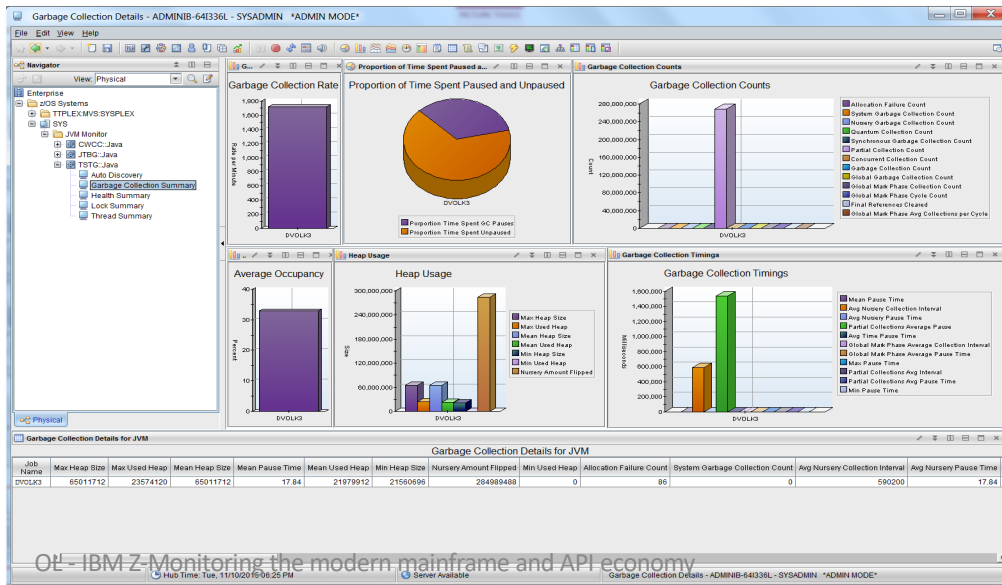 Garbage Collection Details - ADMINIB-64I336L - SYSADMIN *ADMIN MODE*
File Edit View Help
Navigator
View: Physical
Enterprise
z/OS Systems
TTPLEX:MVS:SYSPLEX
SYS
JVM Monitor
CWCC::Java
JTBG::Java
TSTG::Java
Auto Discovery
Garbage Collection Summary
Health Summary
Lock Summary
Thread Summary
Physical
G...
Garbage Collection Rate
Rate per Minute
1,600
1,400
1,200
1,000
800
600
400
200
0
DVOLK3
Proportion of Time Spent Paused a...
Proportion of Time Spent Paused and Unpaused
DVOLK3
Porportion Time Spent GC Pauses
Proportion Time Spent Unpaused
Garbage Collection Counts
Garbage Collection Counts
Count
280,000,000
240,000,000
200,000,000
160,000,000
120,000,000
80,000,000
40,000,000
0
DVOLK3
Allocation Failure Count
System Garbage Collection Count
Nursery Garbage Collection Count
Quantum Collection Count
Synchronous Garbage Collection Count
Partial Collection Count
Concurrent Collection Count
Garbage Collection Count
Global Garbage Collection Count
Global Mark Phase Collection Count
Global Mark Phase Cycle Count
Final References Cleared
Global Mark Phase Avg Collections per Cycle
Average Occupancy
Percent
40
30
20
10
0
DVOLK3
Heap Usage
Heap Usage
Size
300,000,000
240,000,000
180,000,000
120,000,000
60,000,000
0
DVOLK3
Max Heap Size
Max Used Heap
Mean Heap Size
Mean Used Heap
Min Heap Size
Min Used Heap
Nursery Amount Flipped
Garbage Collection Timings
Garbage Collection Timings
Milliseconds
1,600,000
1,400,000
1,200,000
1,000,000
800,000
600,000
400,000
200,000
0
DVOLK3
Mean Pause Time
Avg Nursery Collection Interval
Avg Nursery Pause Time
Partial Collections Average Pause
Avg Time Pause Time
Global Mark Phase Average Collection Interval
Global Mark Phase Average Pause Time
Max Pause Time
Partial Collections Avg Interval
Partial Collections Avg Pause Time
Min Pause Time
Garbage Collection Details for JVM
Garbage Collection Details for JVM
Job Name Max Heap Size Max Used Heap Mean Heap Size Mean Pause Time Mean Used Heap Min Heap Size Nursery Amount Flipped Min Used Heap Allocation Failure Count System Garbage Collection Count Avg Nursery Collection Interval Avg Nursery Pause Time
DVOLK3 65011712 23574120 65011712 17.84 21979912 21560696 284989488 0 86 0 590200 17.84
OL - IBM Z-Monitoring the modern mainframe and API economy
Hub Time: Tue, 11/10/2015 06:25 PM
Server Available
Garbage Collection Details - ADMINIB-64I336L - SYSADMIN *ADMIN MODE*